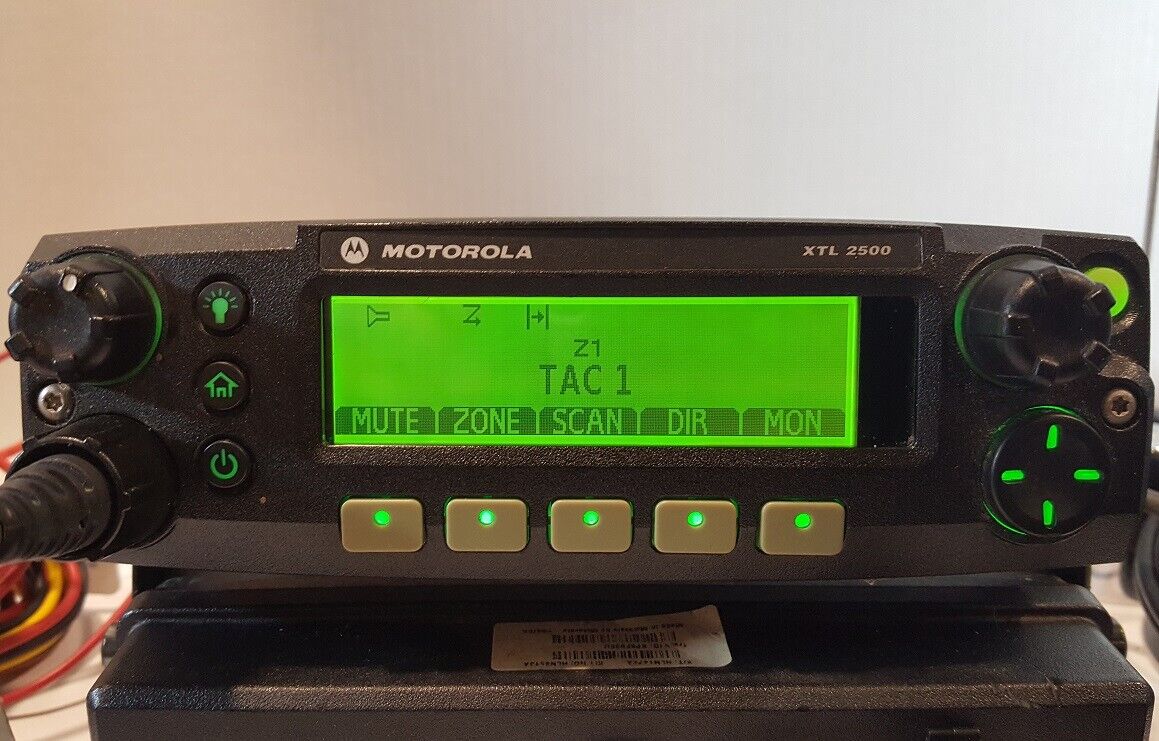 MOTOROLA
XTL 2500
Z1
TAC 1
MUTE ZONE SCAN DIR MON